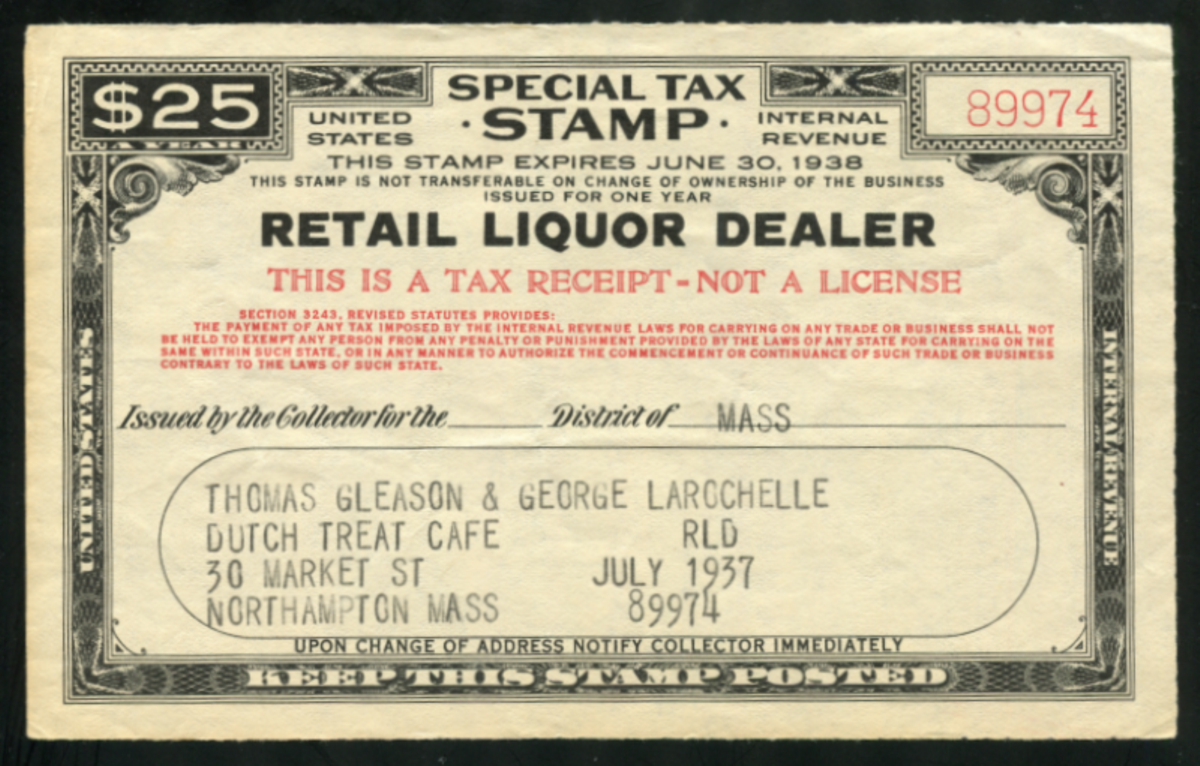 $25
A YEAR
UNITED STATES
SPECIAL TAX
· STAMP ·
INTERNAL REVENUE
89974
THIS STAMP EXPIRES JUNE 30, 1938
THIS STAMP IS NOT TRANSFERABLE ON CHANGE OF OWNERSHIP OF THE BUSINESS
ISSUED FOR ONE YEAR
RETAIL LIQUOR DEALER
THIS IS A TAX RECEIPT-NOT A LICENSE
SECTION 3243, REVISED STATUTES PROVIDES:
THE PAYMENT OF ANY TAX IMPOSED BY THE INTERNAL REVENUE LAWS FOR CARRYING ON ANY TRADE OR BUSINESS SHALL NOT
BE HELD TO EXEMPT ANY PERSON FROM ANY PENALTY OR PUNISHMENT PROVIDED BY THE LAWS OF ANY STATE FOR CARRYING ON THE
SAME WITHIN SUCH STATE, OR IN ANY MANNER TO AUTHORIZE THE COMMENCEMENT OR CONTINUANCE OF SUCH TRADE OR BUSINESS
CONTRARY TO THE LAWS OF SUCH STATE.
Issued by the Collector for the District of MASS
THOMAS GLEASON & GEORGE LAROCHELLE
DUTCH TREAT CAFE RLD
30 MARKET ST JULY 1937
NORTHAMPTON MASS 89974
UPON CHANGE OF ADDRESS NOTIFY COLLECTOR IMMEDIATELY
KEEP THIS STAMP POSTED
UNITED STATES
INTERNAL REVENUE